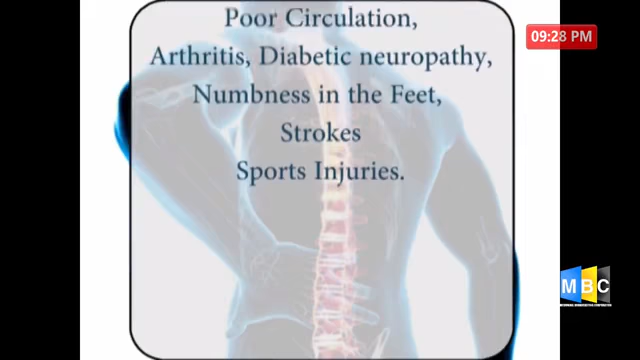 Poor Circulation,
Arthritis, Diabetic neuropathy,
Numbness in the Feet,
Strokes
Sports Injuries.
09:28 PM
MBC